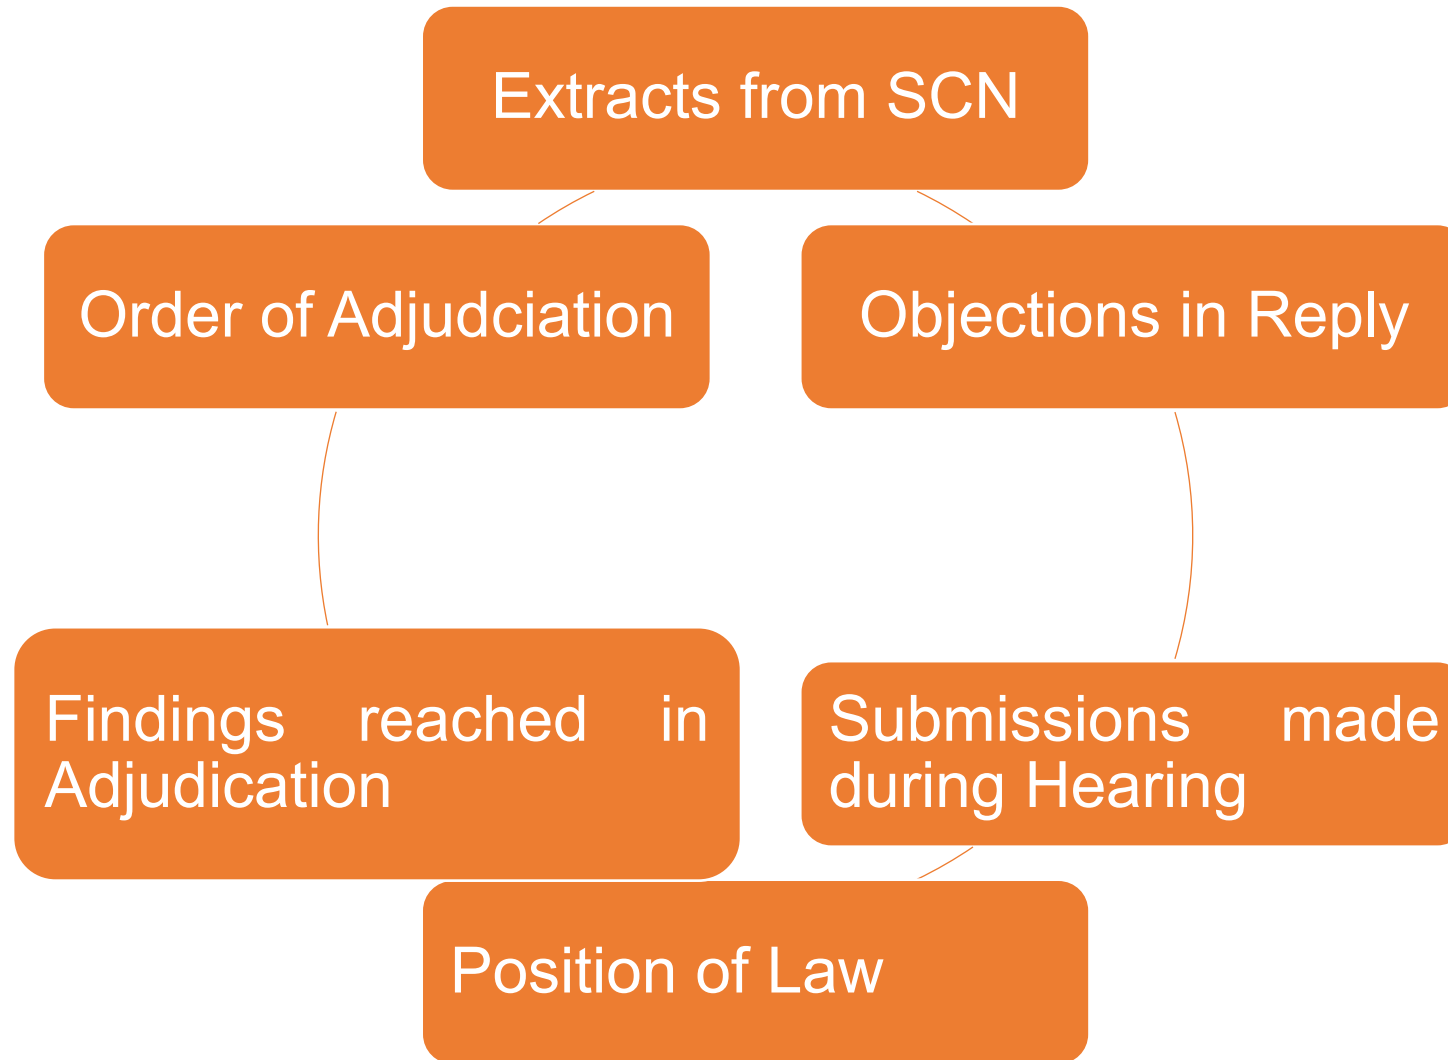 Extracts from SCN
Order of Adjudciation
Objections in Reply
Findings reached in
Adjudication
Submissions made
during Hearing
Position of Law